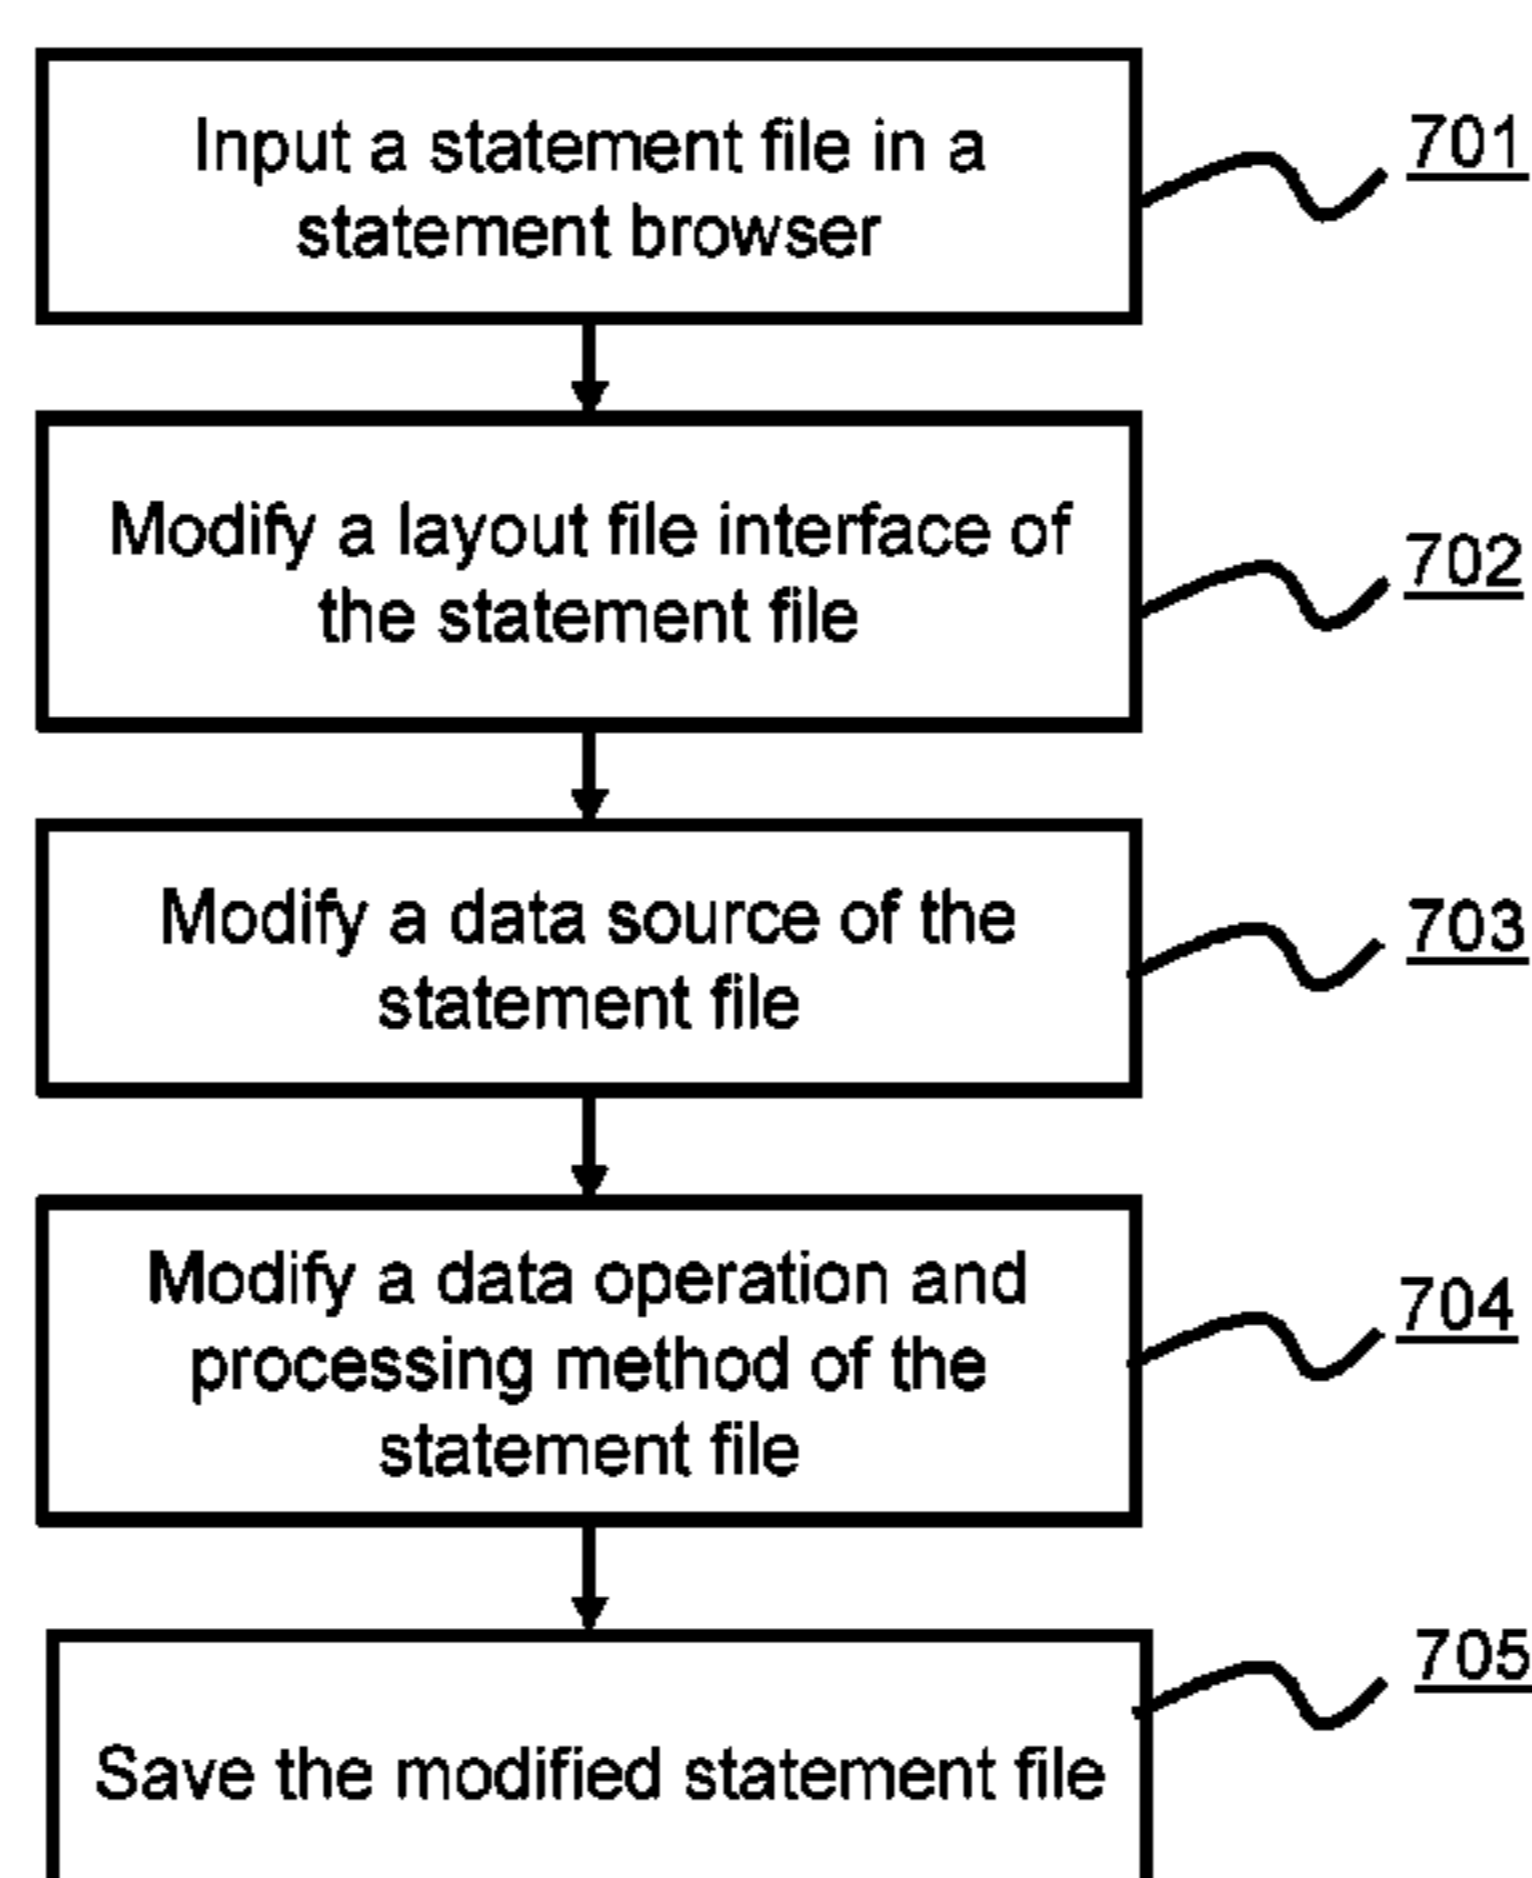 Input a statement file in a
statement browser
701
Modify a layout file interface of
the statement file
702
Modify a data source of the
statement file
703
Modify a data operation and
processing method of the
statement file
704
705
Save the modified statement file